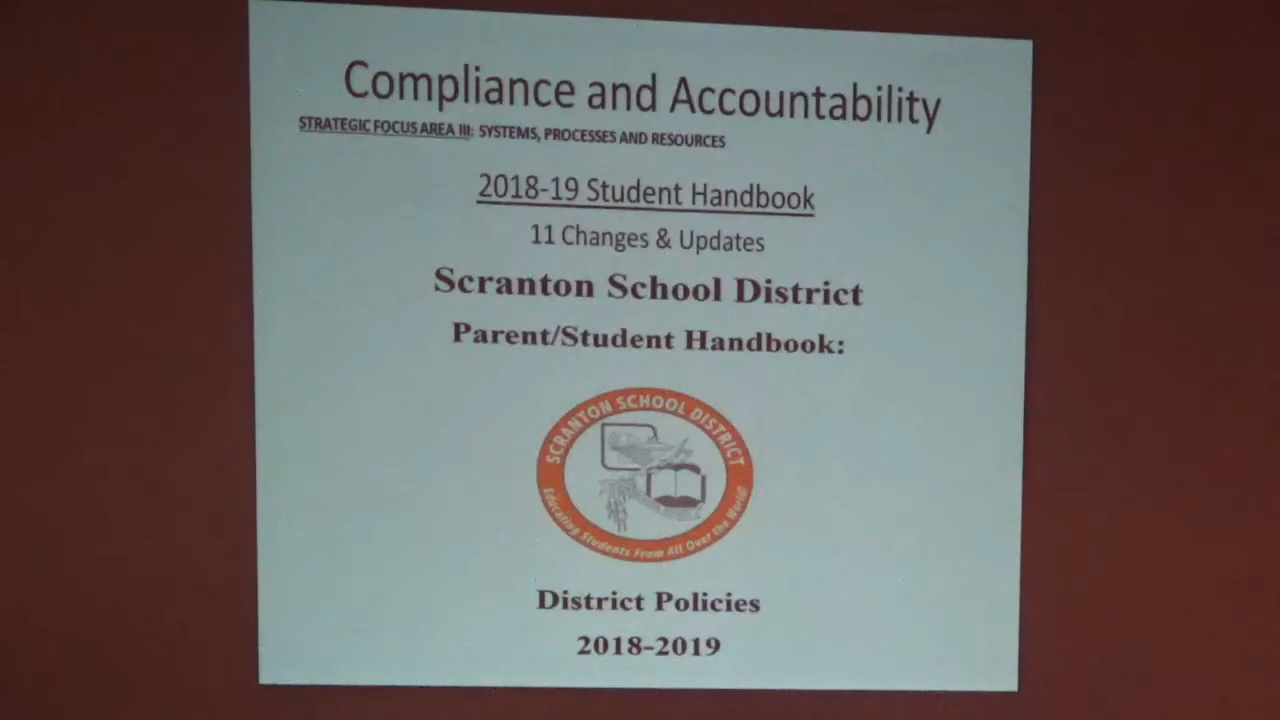 Compliance and Accountability
STRATEGIC FOCUS AREA III: SYSTEMS, PROCESSES AND RESOURCES
2018-19 Student Handbook
11 Changes & Updates
Scranton School District
Parent/Student Handbook:
SCRANTON SCHOOL DISTRICT
Educating Students From All Over the World!
District Policies
2018-2019